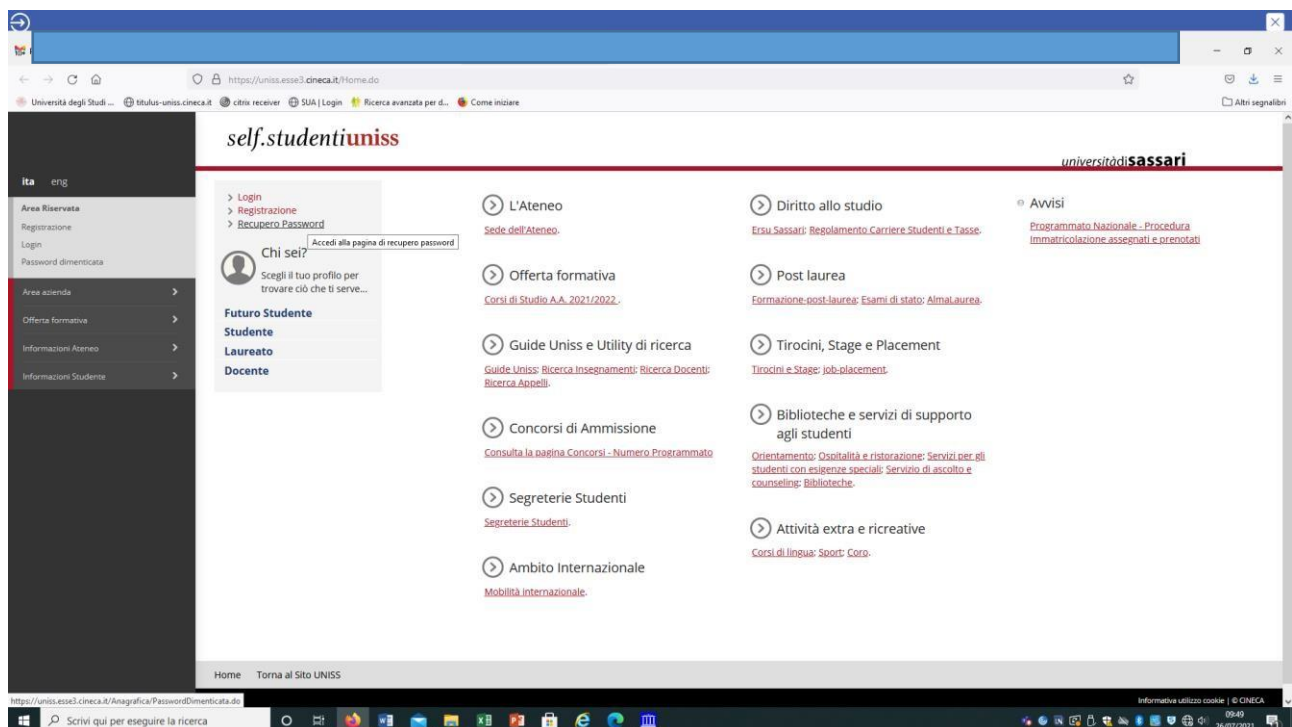 https://uniss.esse3.cineca.it/Home.do
Università degli Studi ...
titulus-uniss.cineca.it
citrix receiver
SUA | Login
Ricerca avanzata per d...
Come iniziare
Altri segnalibri
self.studentiuniss
universitàdisassari
ita eng
Area Riservata
Registrazione
Login
Password dimenticata
Area azienda
Offerta formativa
Informazioni Ateneo
Informazioni Studente
> Login
> Registrazione
> Recupero Password
Accedi alla pagina di recupero password
Chi sei?
Scegli il tuo profilo per
trovare ciò che ti serve...
Futuro Studente
Studente
Laureato
Docente
L'Ateneo
Sede dell'Ateneo.
Offerta formativa
Corsi di Studio A.A. 2021/2022 .
Guide Uniss e Utility di ricerca
Guide Uniss; Ricerca Insegnamenti; Ricerca Docenti;
Ricerca Appelli.
Concorsi di Ammissione
Consulta la pagina Concorsi - Numero Programmato
Segreterie Studenti
Segreterie Studenti.
Ambito Internazionale
Mobilità internazionale.
Diritto allo studio
Ersu Sassari; Regolamento Carriere Studenti e Tasse.
Post laurea
Formazione-post-laurea; Esami di stato; AlmaLaurea.
Tirocini, Stage e Placement
Tirocini e Stage; job-placement.
Biblioteche e servizi di supporto
agli studenti
Orientamento; Ospitalità e ristorazione; Servizi per gli
studenti con esigenze speciali; Servizio di ascolto e
counseling; Biblioteche.
Attività extra e ricreative
Corsi di lingua; Sport; Coro.
Avvisi
Programmato Nazionale - Procedura
Immatricolazione assegnati e prenotati
Home Torna al Sito UNISS
https://uniss.esse3.cineca.it/Anagrafica/PasswordDimenticata.do
Informativa utilizzo cookie | © CINECA
Scrivi qui per eseguire la ricerca
09:49
26/07/2021